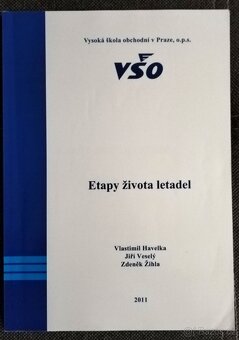 Vysoká škola obchodní v Praze, o.p.s.
VŠO
Etapy života letadel
Vlastimil Havelka
Jiří Veselý
Zdeněk Žihla
2011